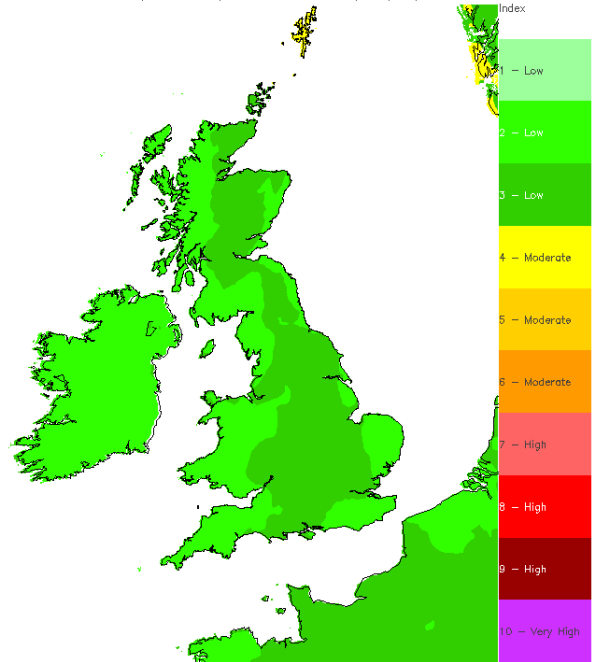 Index
1 - Low
2 - Low
3 - Low
4 - Moderate
5 - Moderate
6 - Moderate
7 - High
8 - High
9 - High
10 - Very High